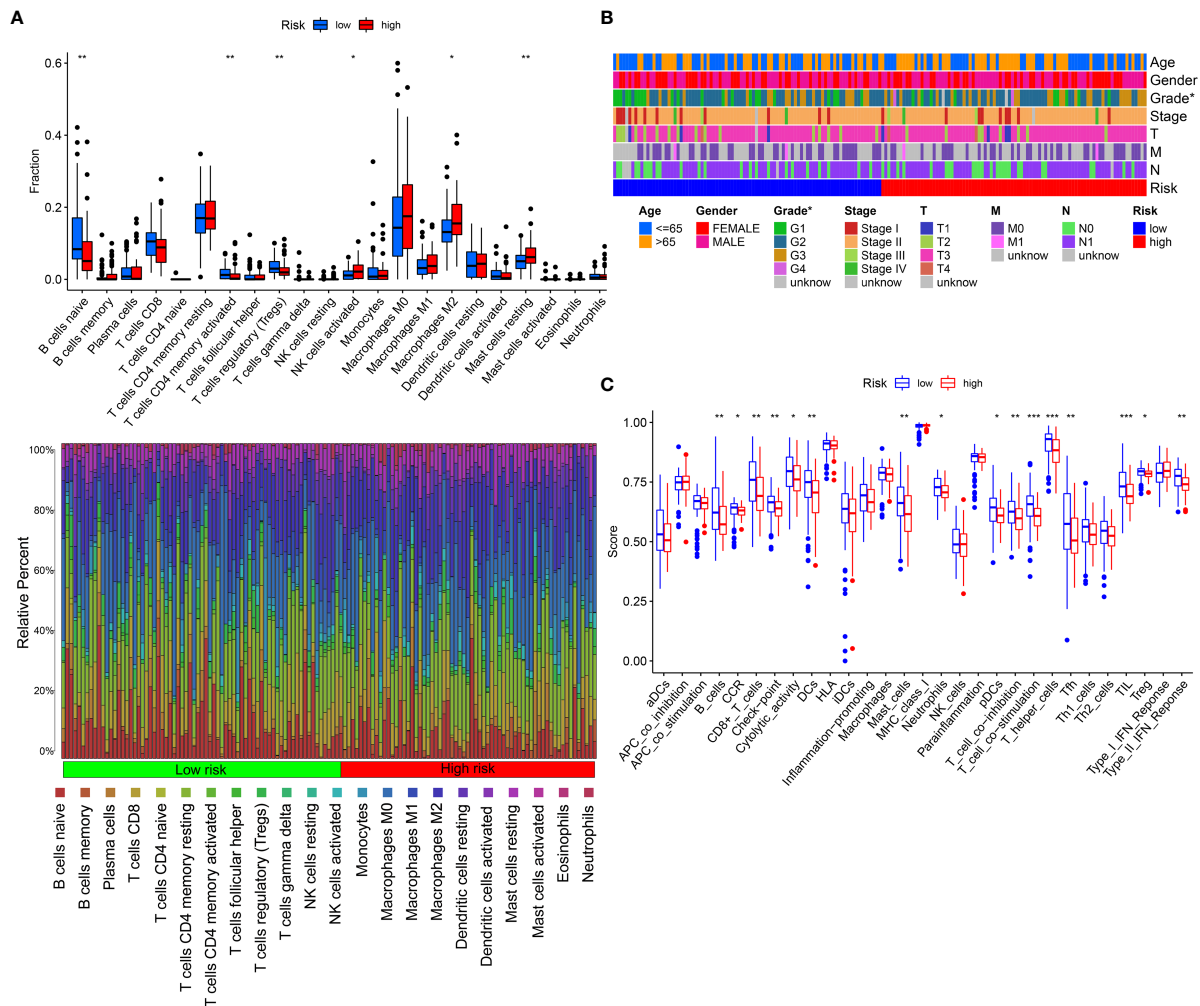 A
Risk low high
** ** ** * * **
0.6
0.4
0.2
0.0
Fraction
B cells naive
B cells memory
Plasma cells
T cells CD8
T cells CD4 naive
T cells CD4 memory resting
T cells CD4 memory activated
T cells follicular helper
T cells regulatory (Tregs)
T cells gamma delta
NK cells resting
NK cells activated
Monocytes
Macrophages M0
Macrophages M1
Macrophages M2
Dendritic cells resting
Dendritic cells activated
Mast cells resting
Mast cells activated
Eosinophils
Neutrophils
100%
80%
60%
40%
20%
0%
Relative Percent
Low risk High risk
B cells naive
B cells memory
Plasma cells
T cells CD8
T cells CD4 naive
T cells CD4 memory resting
T cells CD4 memory activated
T cells follicular helper
T cells regulatory (Tregs)
T cells gamma delta
NK cells resting
NK cells activated
Monocytes
Macrophages M0
Macrophages M1
Macrophages M2
Dendritic cells resting
Dendritic cells activated
Mast cells resting
Mast cells activated
Eosinophils
Neutrophils
B
Age
Gender
Grade*
Stage
T
M
N
Risk
Age
<=65
>65
Gender
FEMALE
MALE
Grade*
G1
G2
G3
G4
unknow
Stage
Stage I
Stage II
Stage III
Stage IV
unknow
T
T1
T2
T3
T4
unknow
M
M0
M1
unknow
N
N0
N1
unknow
Risk
low
high
C
Risk low high
** * ** ** * ** ** * * ** *** *** ** *** * **
1.00
0.75
0.50
0.25
0.00
Score
aDCs
APC_co_inhibition
APC_co_stimulation
B_cells
CCR
CD8+_T_cells
Check-point
Cytolytic_activity
DCs
HLA
iDCs
Inflammation-promoting
Macrophages
Mast_cells
MHC_class_I
Neutrophils
NK_cells
Parainflammation
pDCs
T_cell_co-inhibition
T_cell_co-stimulation
T_helper_cells
Tfh
Th1_cells
Th2_cells
TIL
Treg
Type_I_IFN_Reponse
Type_II_IFN_Reponse